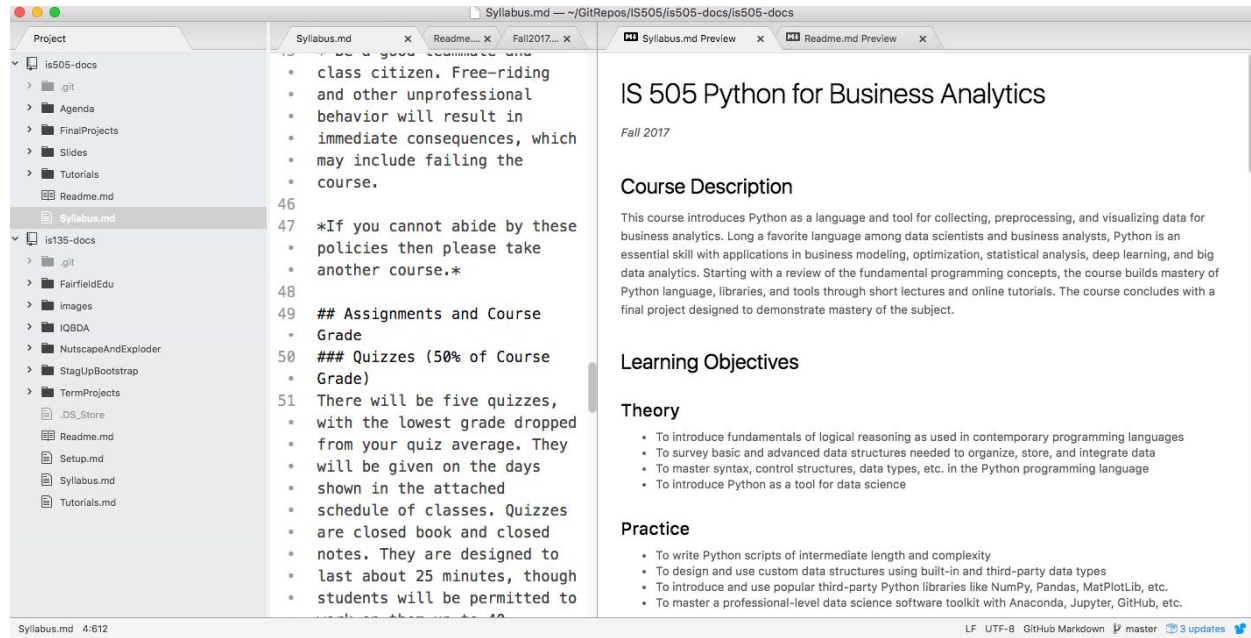 Syllabus.md — ~/GitRepos/IS505/is505-docs/is505-docs
Project
is505-docs
.git
Agenda
FinalProjects
Slides
Tutorials
Readme.md
Syllabus.md
is135-docs
.git
FairfieldEdu
images
IQBDA
NutscapeAndExploder
StagUpBootstrap
TermProjects
.DS_Store
Readme.md
Setup.md
Syllabus.md
Tutorials.md
Syllabus.md
Readme....
Fall2017....
class citizen. Free-riding
and other unprofessional
behavior will result in
immediate consequences, which
may include failing the
course.
46
47 *If you cannot abide by these
policies then please take
another course.*
48
49 ## Assignments and Course
Grade
50 ### Quizzes (50% of Course
Grade)
51 There will be five quizzes,
with the lowest grade dropped
from your quiz average. They
will be given on the days
shown in the attached
schedule of classes. Quizzes
are closed book and closed
notes. They are designed to
last about 25 minutes, though
students will be permitted to
Syllabus.md Preview
Readme.md Preview
IS 505 Python for Business Analytics
Fall 2017
Course Description
This course introduces Python as a language and tool for collecting, preprocessing, and visualizing data for
business analytics. Long a favorite language among data scientists and business analysts, Python is an
essential skill with applications in business modeling, optimization, statistical analysis, deep learning, and big
data analytics. Starting with a review of the fundamental programming concepts, the course builds mastery of
Python language, libraries, and tools through short lectures and online tutorials. The course concludes with a
final project designed to demonstrate mastery of the subject.
Learning Objectives
Theory
• To introduce fundamentals of logical reasoning as used in contemporary programming languages
• To survey basic and advanced data structures needed to organize, store, and integrate data
• To master syntax, control structures, data types, etc. in the Python programming language
• To introduce Python as a tool for data science
Practice
• To write Python scripts of intermediate length and complexity
• To design and use custom data structures using built-in and third-party data types
• To introduce and use popular third-party Python libraries like NumPy, Pandas, MatPlotLib, etc.
• To master a professional-level data science software toolkit with Anaconda, Jupyter, GitHub, etc.
Syllabus.md 4:612
LF UTF-8 GitHub Markdown master 3 updates